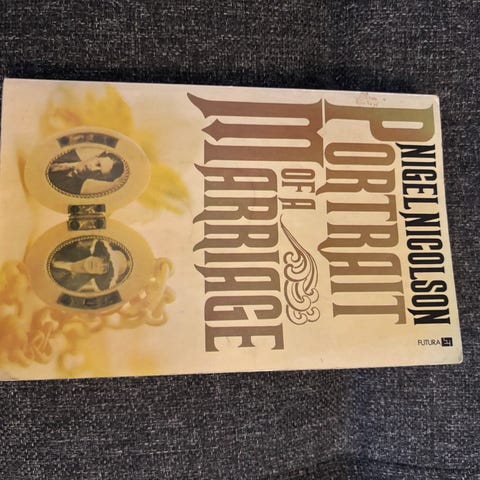 NIGEL NICOLSON
PORTRAIT
OF A
MARRIAGE
FUTURA